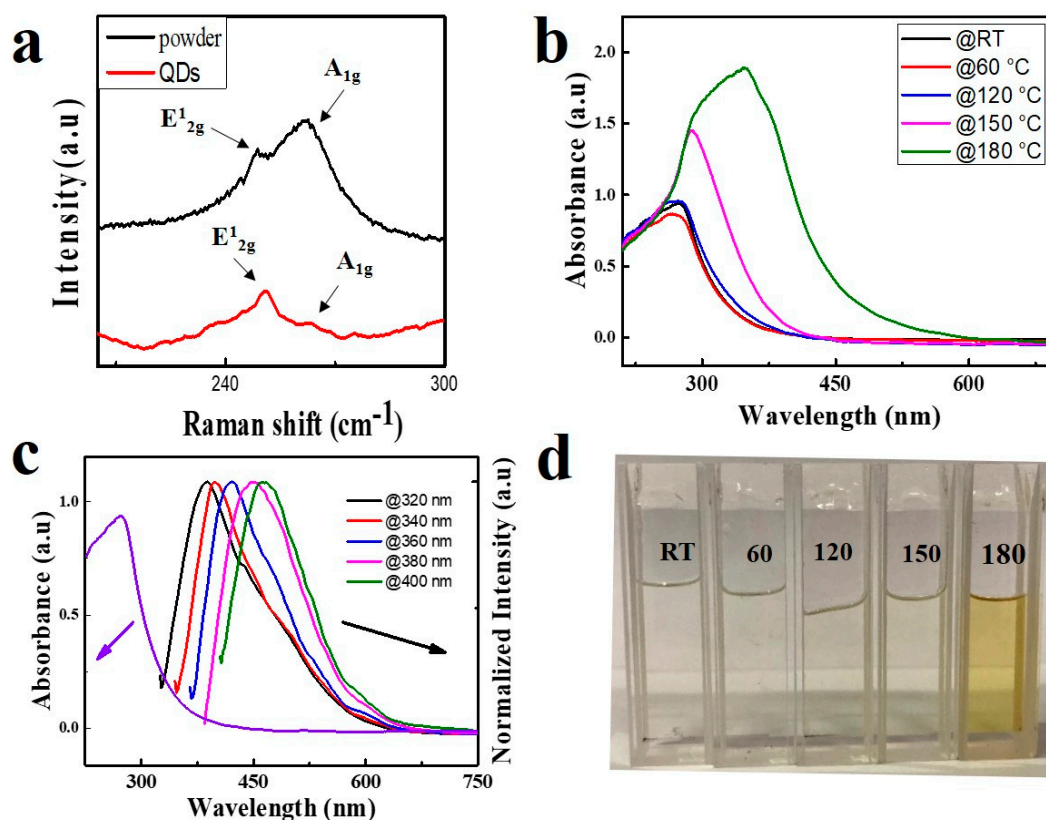 a
powder
QDs
E¹₂g
A₁g
E¹₂g
A₁g
Intensity(a.u)
240
300
Raman shift (cm⁻¹)
b
@RT
@60 °C
@120 °C
@150 °C
@180 °C
2.0
1.5
1.0
0.5
0.0
Absorbance (a.u)
300
450
600
Wavelength (nm)
c
@320 nm
@340 nm
@360 nm
@380 nm
@400 nm
1.0
0.5
0.0
Absorbance (a.u)
Normalized Intensity (a.u)
300
450
600
750
Wavelength (nm)
d
RT
60
120
150
180